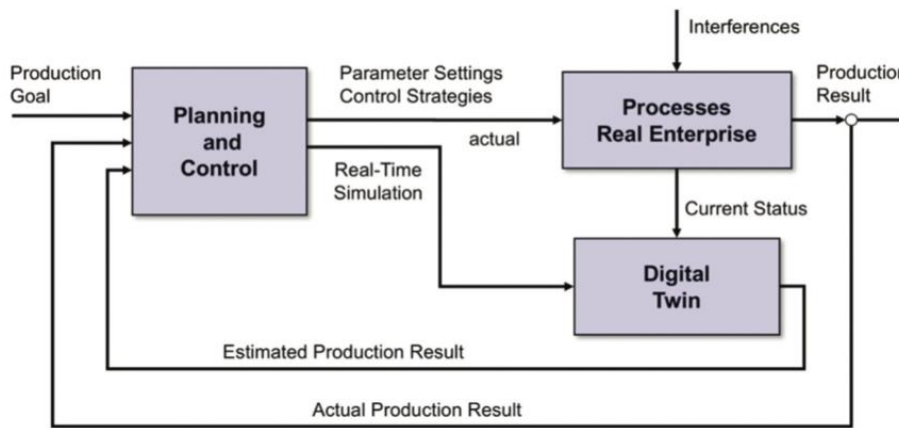 Interferences
Production
Goal
Parameter Settings
Control Strategies
Production
Result
Planning
and
Control
Processes
Real Enterprise
actual
Real-Time
Simulation
Current Status
Digital
Twin
Estimated Production Result
Actual Production Result